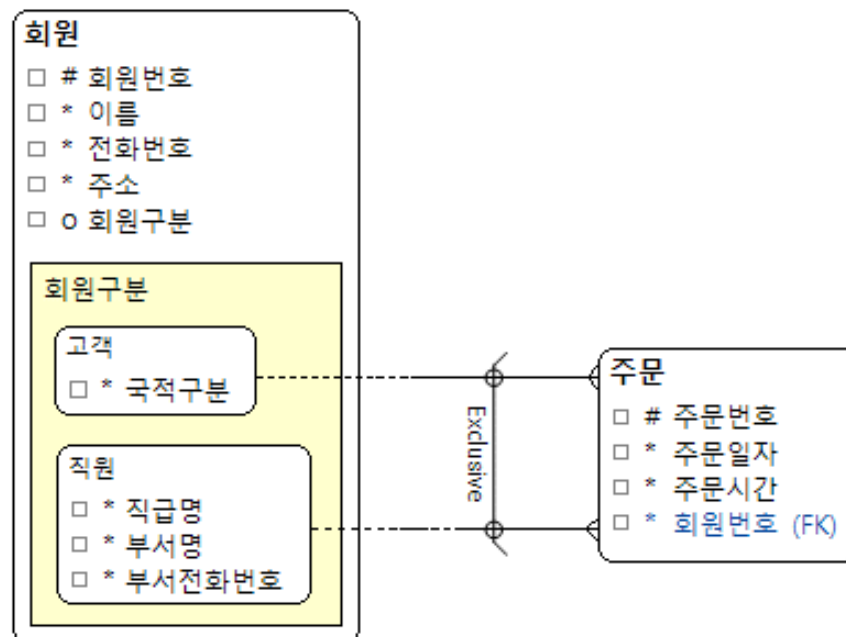 회원
# 회원번호
* 이름
* 전화번호
* 주소
o 회원구분
회원구분
고객
* 국적구분
직원
* 직급명
* 부서명
* 부서전화번호
Exclusive
주문
# 주문번호
* 주문일자
* 주문시간
* 회원번호 (FK)